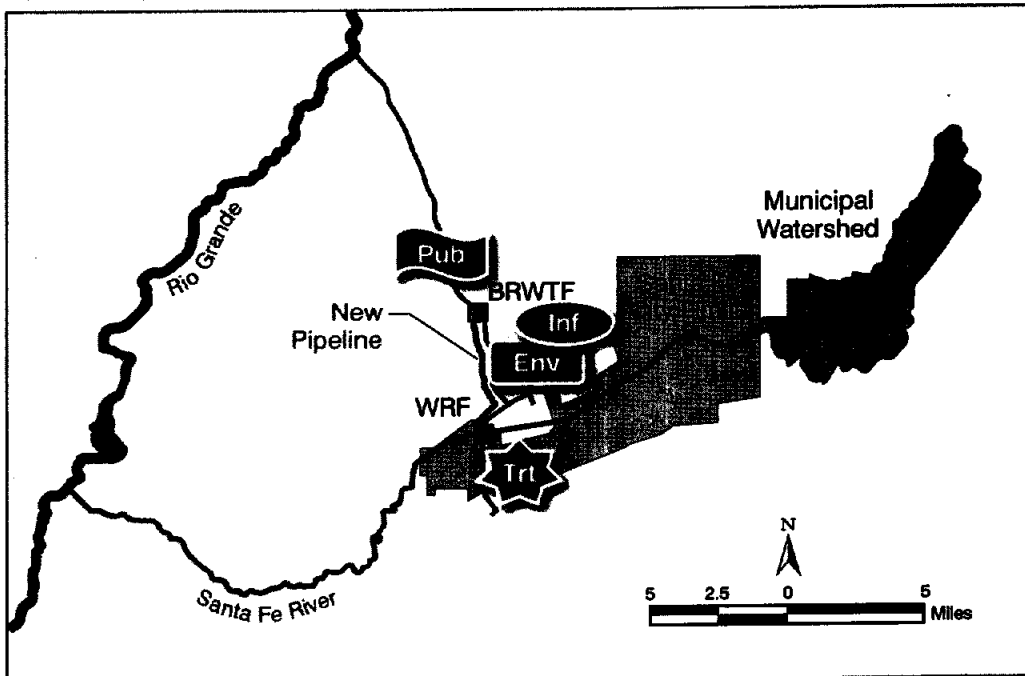 Municipal
Watershed
Rio Grande
Pub
BRWTF
New
Pipeline
Inf
Env
WRF
Trt
Santa Fe River
N
5 2.5 0 5
Miles